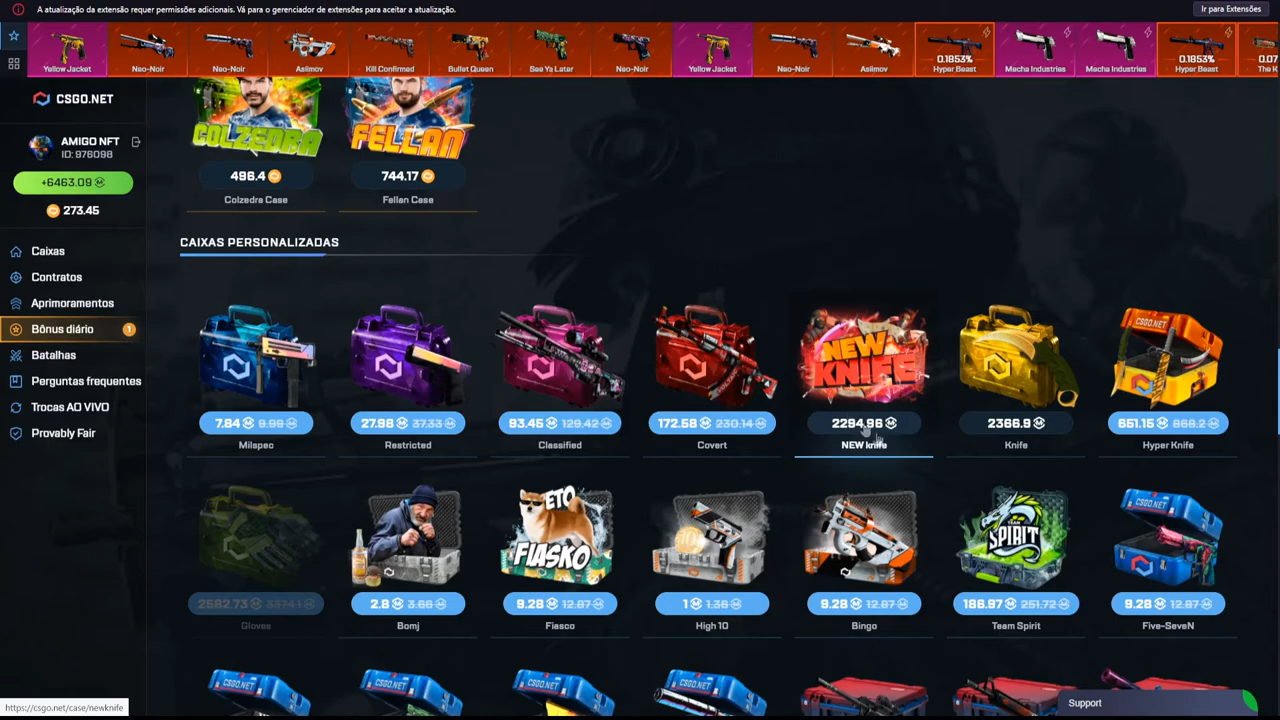 A atualização da extensão requer permissões adicionais. Vá para o gerenciador de extensões para aceitar a atualização.
Ir para Extensões
Yellow Jacket
Neo-Noir
Neo-Noir
Asiimov
Kill Confirmed
Bullet Queen
See Ya Later
Neo-Noir
Yellow Jacket
Neo-Noir
Asiimov
0.1853%
Hyper Beast
Mecha Industries
Mecha Industries
0.1853%
Hyper Beast
0.07
The K
CSGO.NET
AMIGO NFT
ID: 976098
+6463.09
273.45
Caixas
Contratos
Aprimoramentos
Bônus diário
1
Batalhas
Perguntas frequentes
Trocas AO VIVO
Provably Fair
COLZEDRA
FELLAN
496.4
744.17
Colzedra Case
Fellan Case
CAIXAS PERSONALIZADAS
NEW KNIFE
CSGO.NET
7.84 9.99
27.98 37.33
93.45 129.42
172.58 230.14
2294.96
2366.9
651.15 868.2
Milspec
Restricted
Classified
Covert
NEW knife
Knife
Hyper Knife
ETO
FIASKO
10
TEAM
SPIRIT
CSGO.NET
2582.73 3374.1
2.8 3.66
9.28 12.87
1 1.36
9.28 12.87
186.97 251.72
9.28 12.87
Gloves
Bomj
Fiasco
High 10
Bingo
Team Spirit
Five-SeveN
Support
https://csgo.net/case/newknife